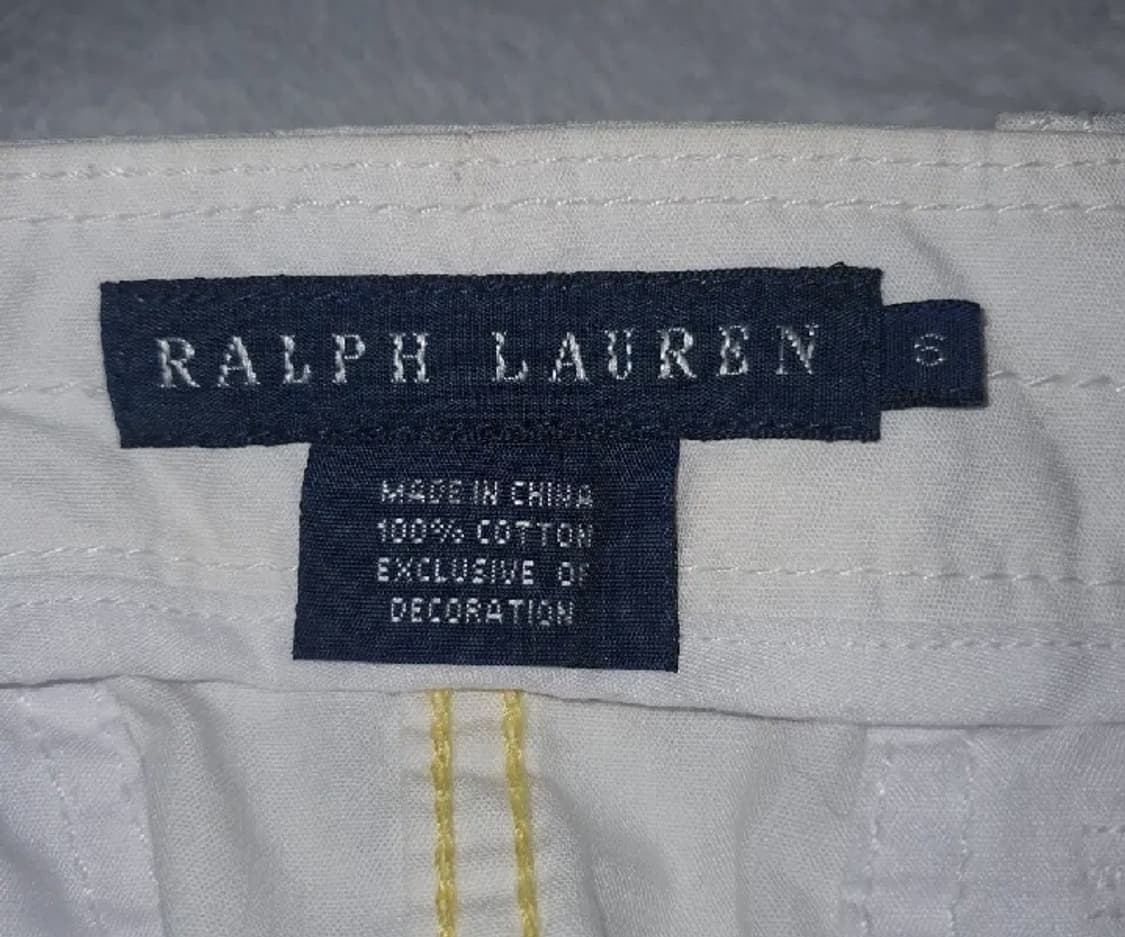 RALPH LAUREN
6
MADE IN CHINA
100% COTTON
EXCLUSIVE OF
DECORATION